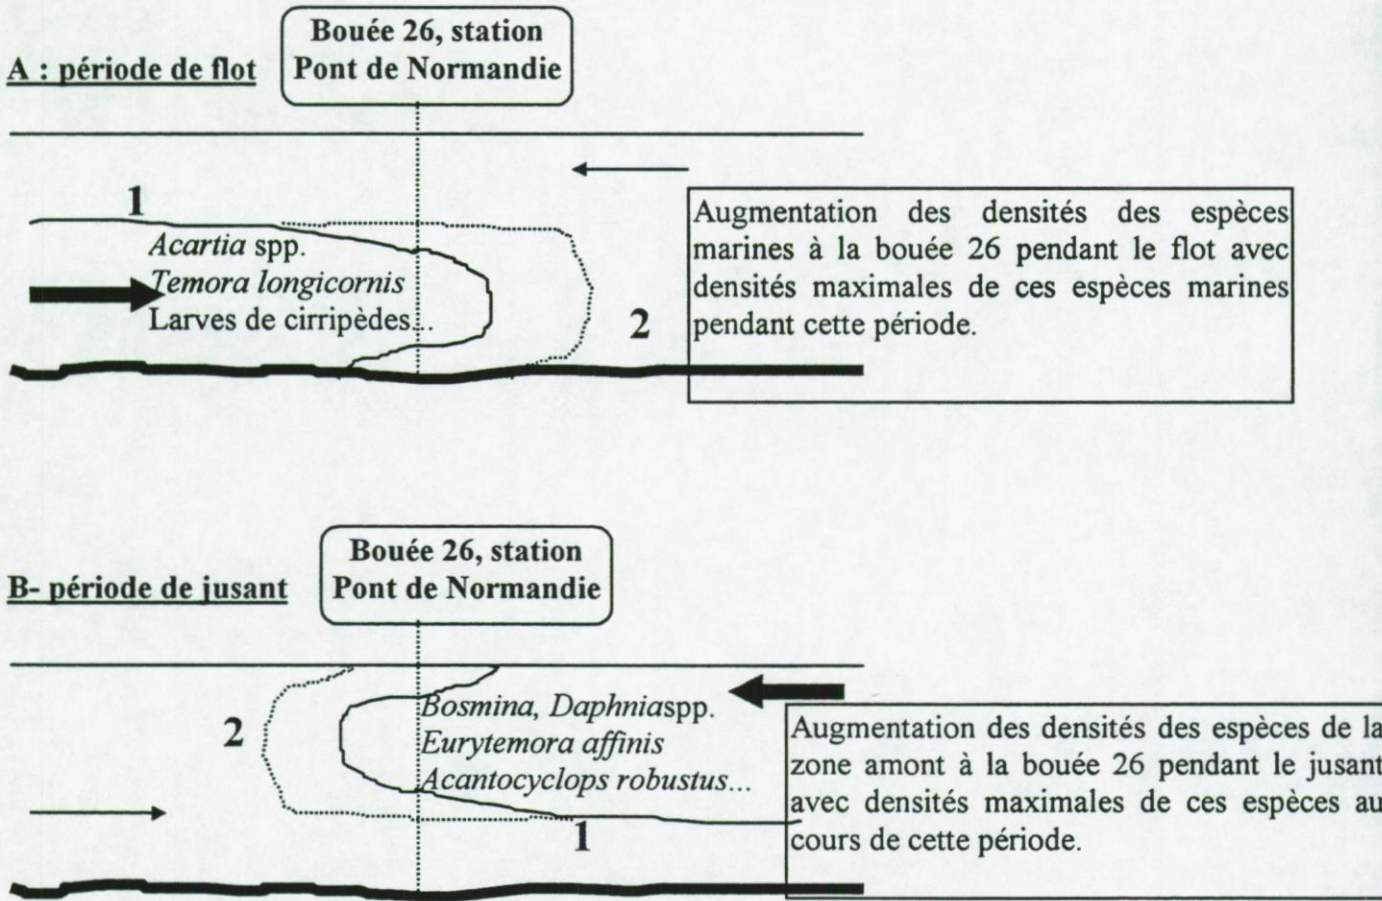 Bouée 26, station
Pont de Normandie
A : période de flot
1
Acartia spp.
Temora longicornis
Larves de cirripèdes...
2
Augmentation des densités des espèces
marines à la bouée 26 pendant le flot avec
densités maximales de ces espèces marines
pendant cette période.
Bouée 26, station
Pont de Normandie
B- période de jusant
2
Bosmina, Daphniaspp.
Eurytemora affinis
Acantocyclops robustus...
1
Augmentation des densités des espèces de la
zone amont à la bouée 26 pendant le jusant
avec densités maximales de ces espèces au
cours de cette période.